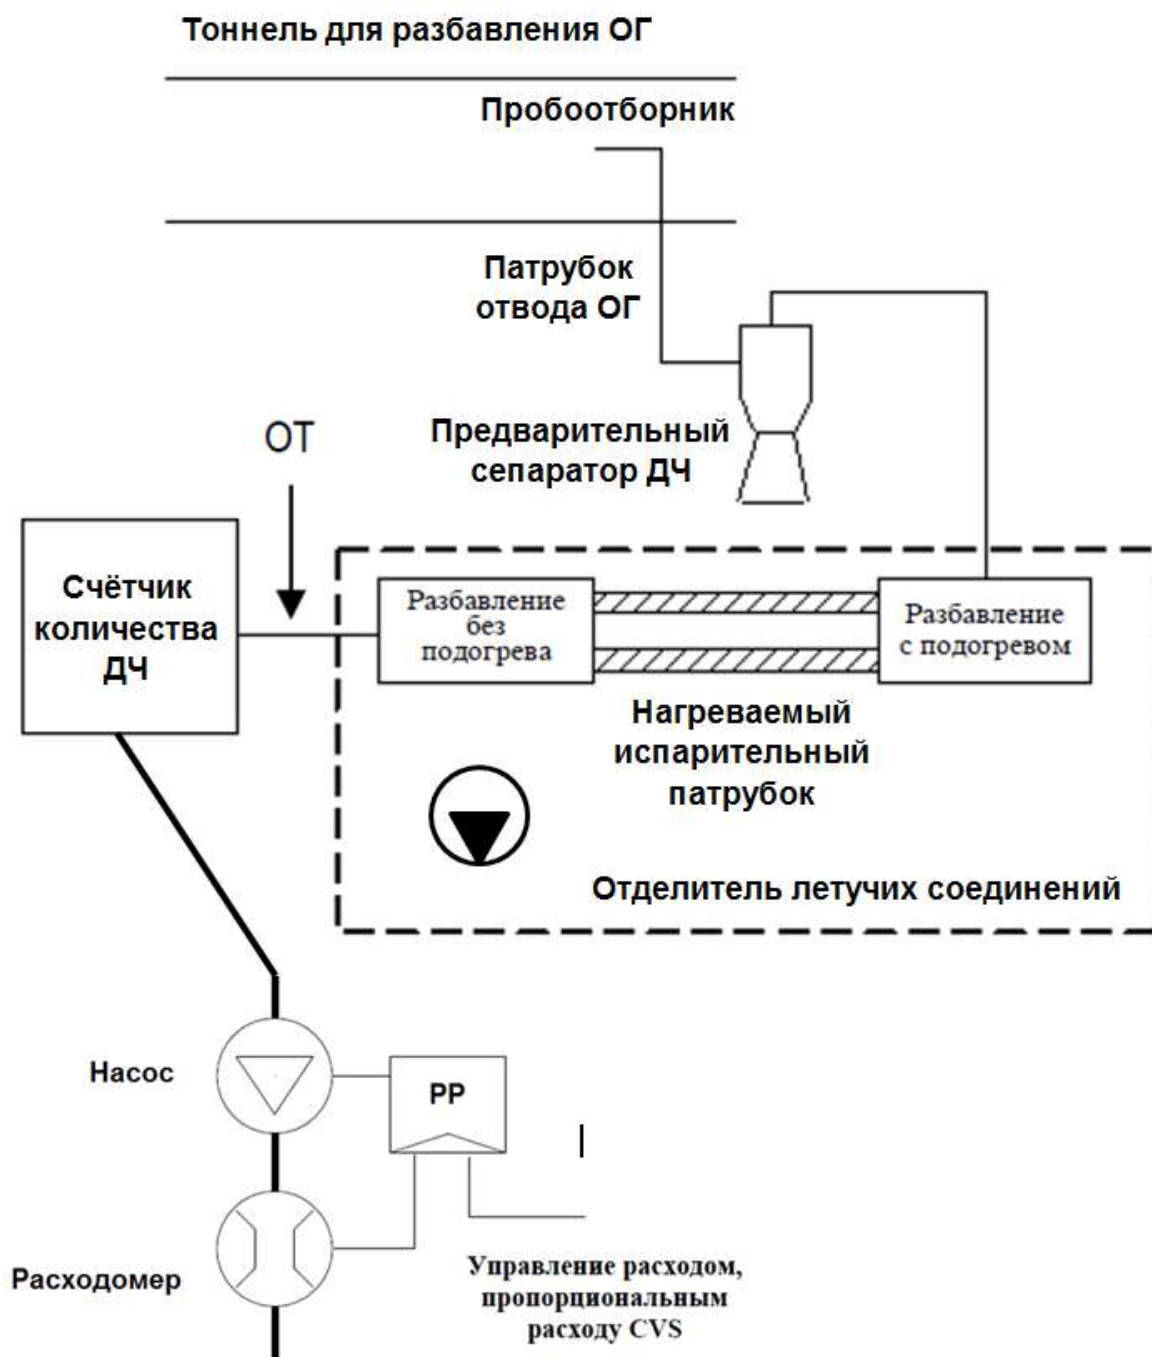 Тоннель для разбавления ОГ
Пробоотборник
Патрубок
отвода ОГ
Предварительный
сепаратор ДЧ
ОТ
Счётчик
количества
ДЧ
Разбавление
без
подогрева
Разбавление
с подогревом
Нагреваемый
испарительный
патрубок
Отделитель летучих соединений
Насос
РР
Расходомер
Управление расходом,
пропорциональным
расходу CVS